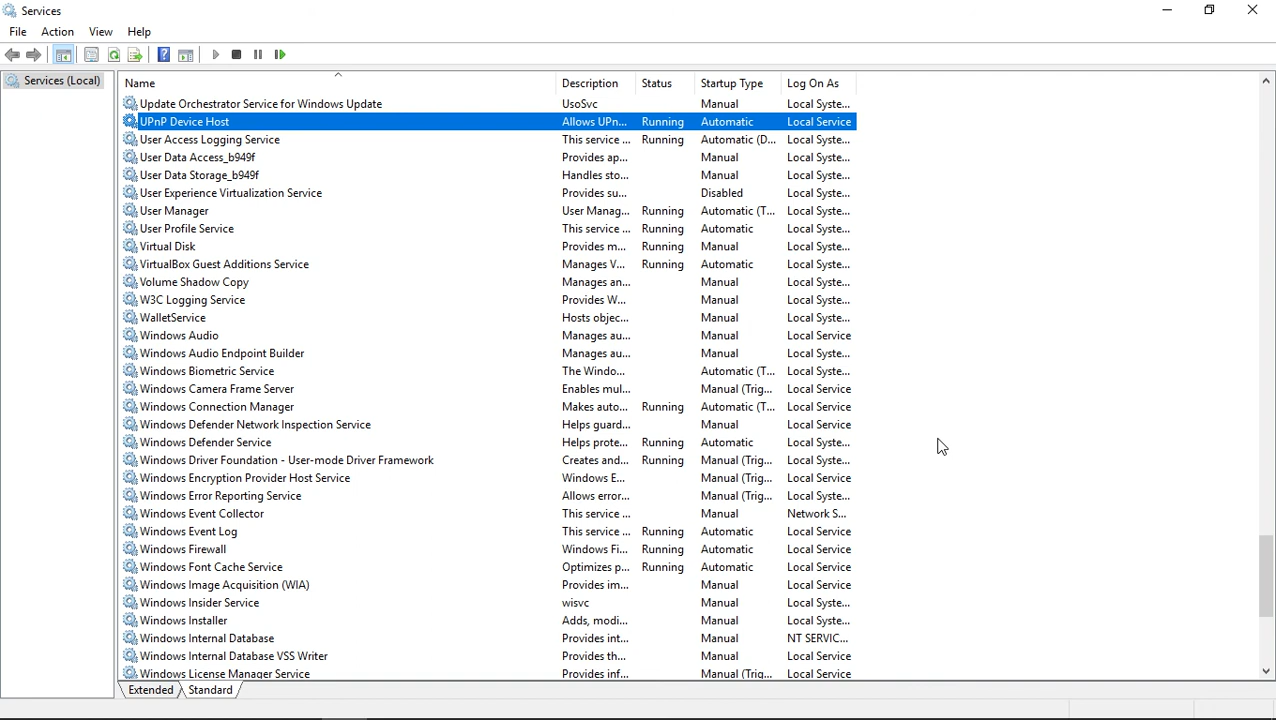 Services
File Action View Help
Services (Local)
Name Description Status Startup Type Log On As
Update Orchestrator Service for Windows Update UsoSvc Manual Local Syste...
UPnP Device Host Allows UPn... Running Automatic Local Service
User Access Logging Service This service ... Running Automatic (D... Local Syste...
User Data Access_b949f Provides ap... Manual Local Syste...
User Data Storage_b949f Handles sto... Manual Local Syste...
User Experience Virtualization Service Provides su... Disabled Local Syste...
User Manager User Manag... Running Automatic (T... Local Syste...
User Profile Service This service ... Running Automatic Local Syste...
Virtual Disk Provides m... Running Manual Local Syste...
VirtualBox Guest Additions Service Manages V... Running Automatic Local Syste...
Volume Shadow Copy Manages an... Manual Local Syste...
W3C Logging Service Provides W... Manual Local Syste...
WalletService Hosts objec... Manual Local Syste...
Windows Audio Manages au... Manual Local Service
Windows Audio Endpoint Builder Manages au... Manual Local Syste...
Windows Biometric Service The Windo... Automatic (T... Local Syste...
Windows Camera Frame Server Enables mul... Manual (Trig... Local Service
Windows Connection Manager Makes auto... Running Automatic (T... Local Service
Windows Defender Network Inspection Service Helps guard... Manual Local Service
Windows Defender Service Helps prote... Running Automatic Local Syste...
Windows Driver Foundation - User-mode Driver Framework Creates and... Running Manual (Trig... Local Syste...
Windows Encryption Provider Host Service Windows E... Manual (Trig... Local Service
Windows Error Reporting Service Allows error... Manual (Trig... Local Syste...
Windows Event Collector This service ... Manual Network S...
Windows Event Log This service ... Running Automatic Local Service
Windows Firewall Windows Fi... Running Automatic Local Service
Windows Font Cache Service Optimizes p... Running Automatic Local Service
Windows Image Acquisition (WIA) Provides im... Manual Local Service
Windows Insider Service wisvc Manual Local Syste...
Windows Installer Adds, modi... Manual Local Syste...
Windows Internal Database Provides int... Manual NT SERVIC...
Windows Internal Database VSS Writer Provides th... Manual Local Service
Windows License Manager Service Provides inf... Manual (Trig... Local Service
Extended Standard